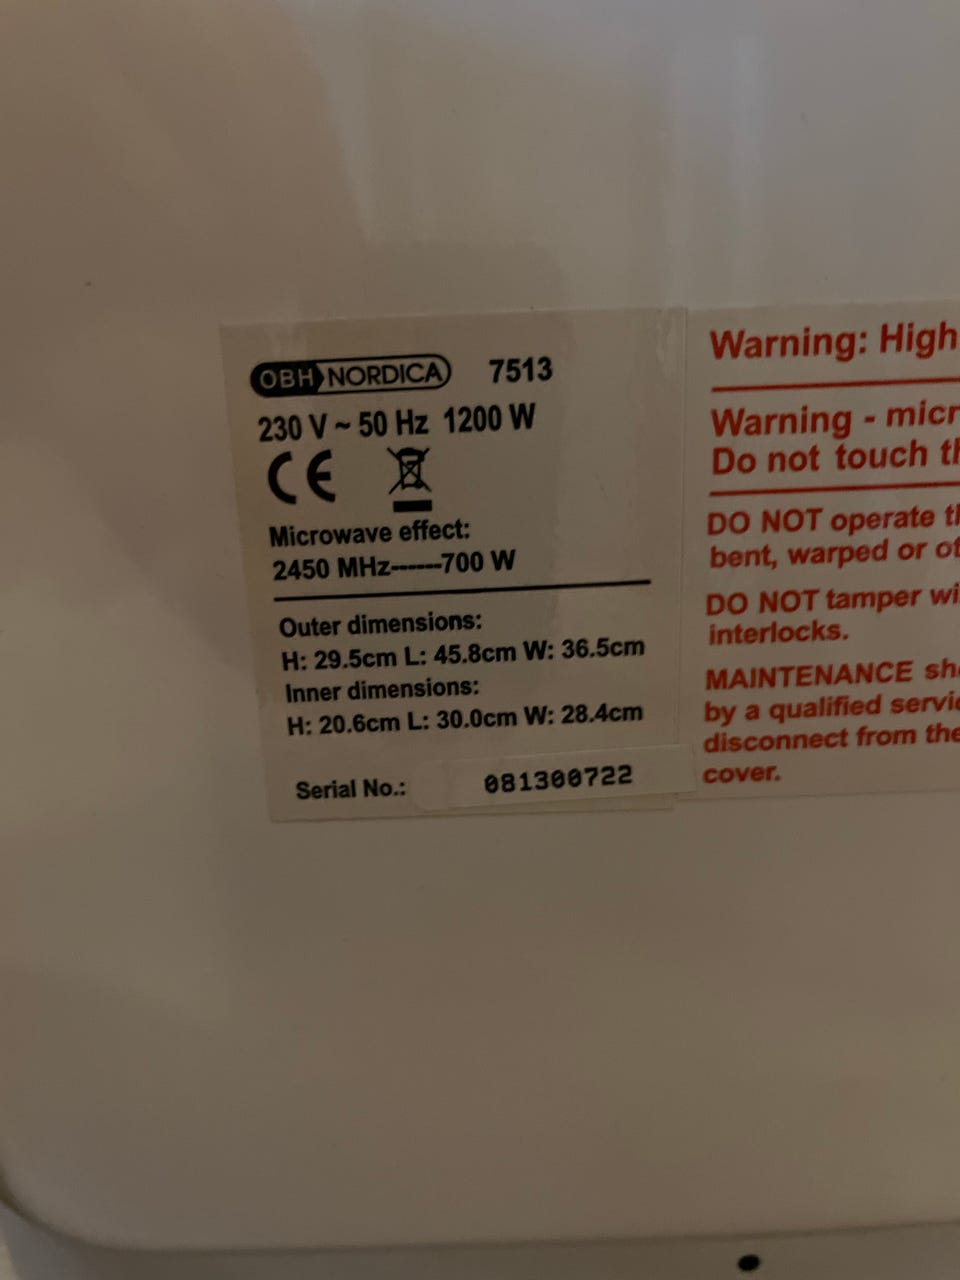 OBH NORDICA 7513
230 V ~ 50 Hz 1200 W
CE
Microwave effect:
2450 MHz------700 W
Outer dimensions:
H: 29.5cm L: 45.8cm W: 36.5cm
Inner dimensions:
H: 20.6cm L: 30.0cm W: 28.4cm
Serial No.: 081300722
Warning: High
Warning - micr
Do not touch th
DO NOT operate t
bent, warped or of
DO NOT tamper wi
interlocks.
MAINTENANCE sh
by a qualified servic
disconnect from the
cover.